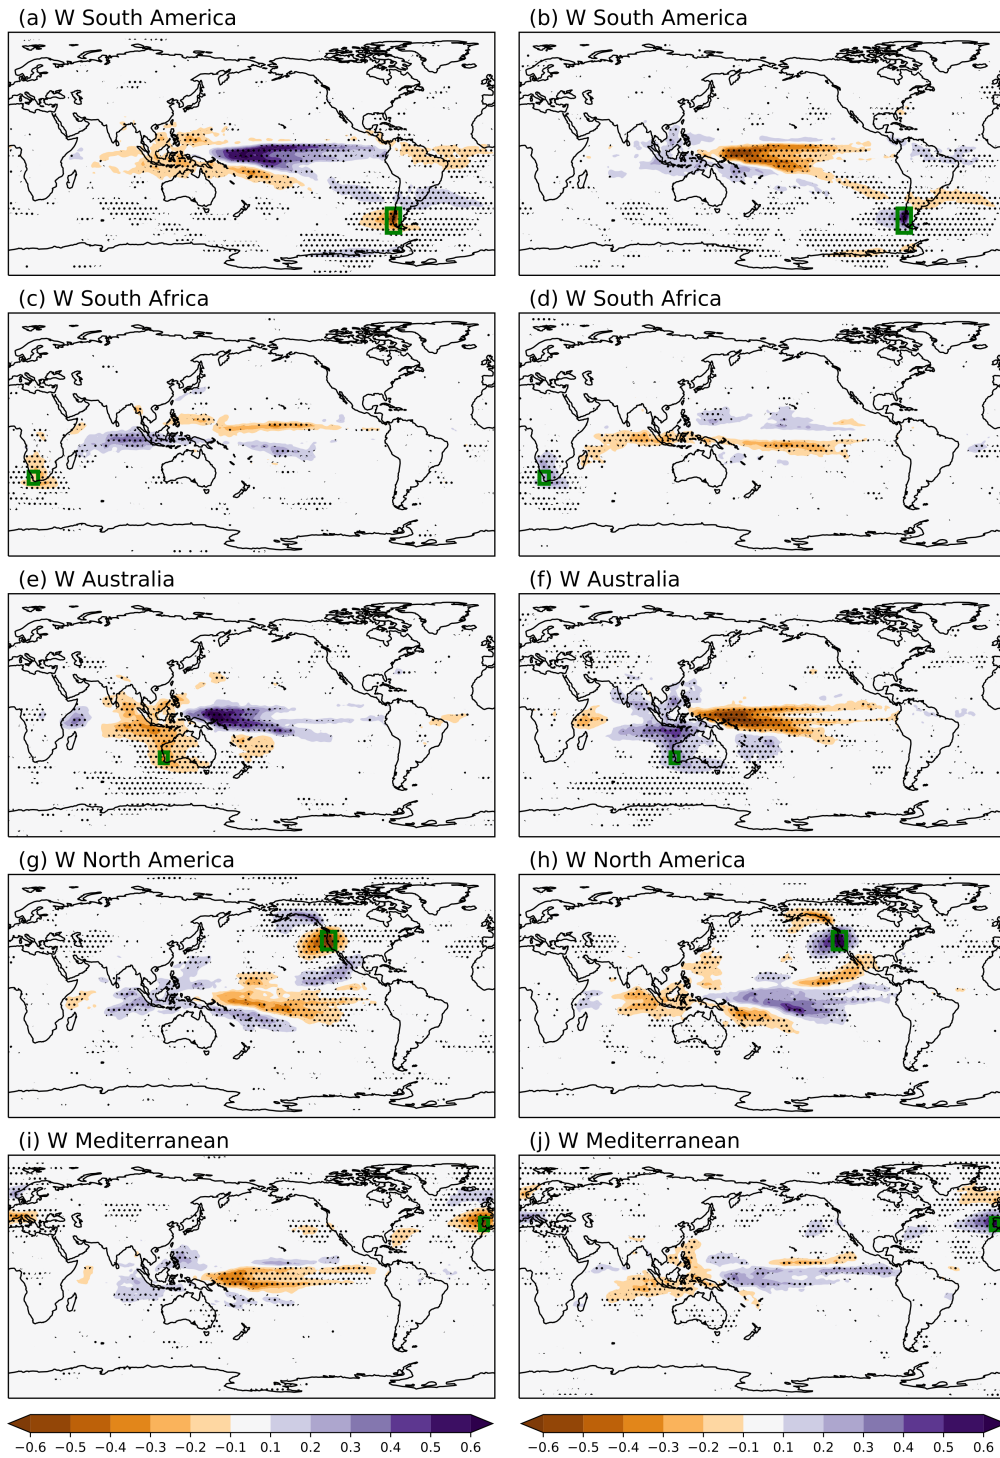 (a) W South America
(b) W South America
(c) W South Africa
(d) W South Africa
(e) W Australia
(f) W Australia
(g) W North America
(h) W North America
(i) W Mediterranean
(j) W Mediterranean
−0.6 −0.5 −0.4 −0.3 −0.2 −0.1 0.1 0.2 0.3 0.4 0.5 0.6
−0.6 −0.5 −0.4 −0.3 −0.2 −0.1 0.1 0.2 0.3 0.4 0.5 0.6